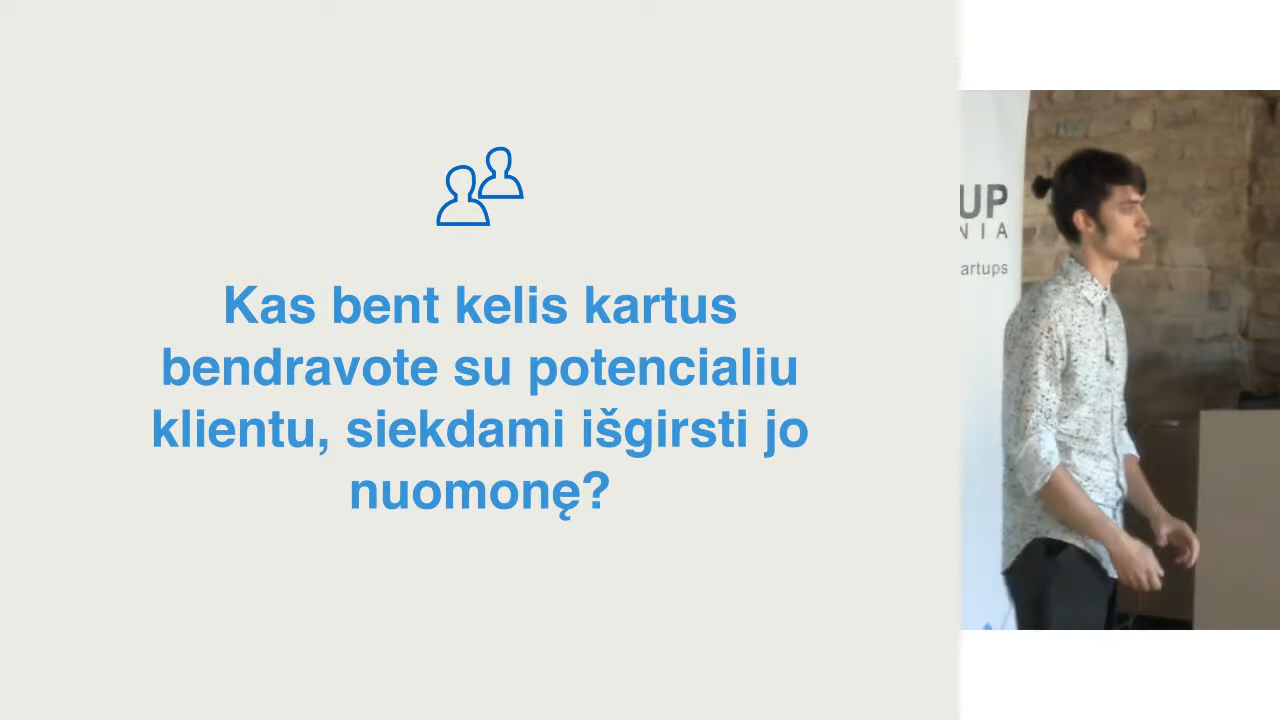 Kas bent kelis kartus
bendravote su potencialiu
klientu, siekdami išgirsti jo
nuomonę?
UP
NIA
artups